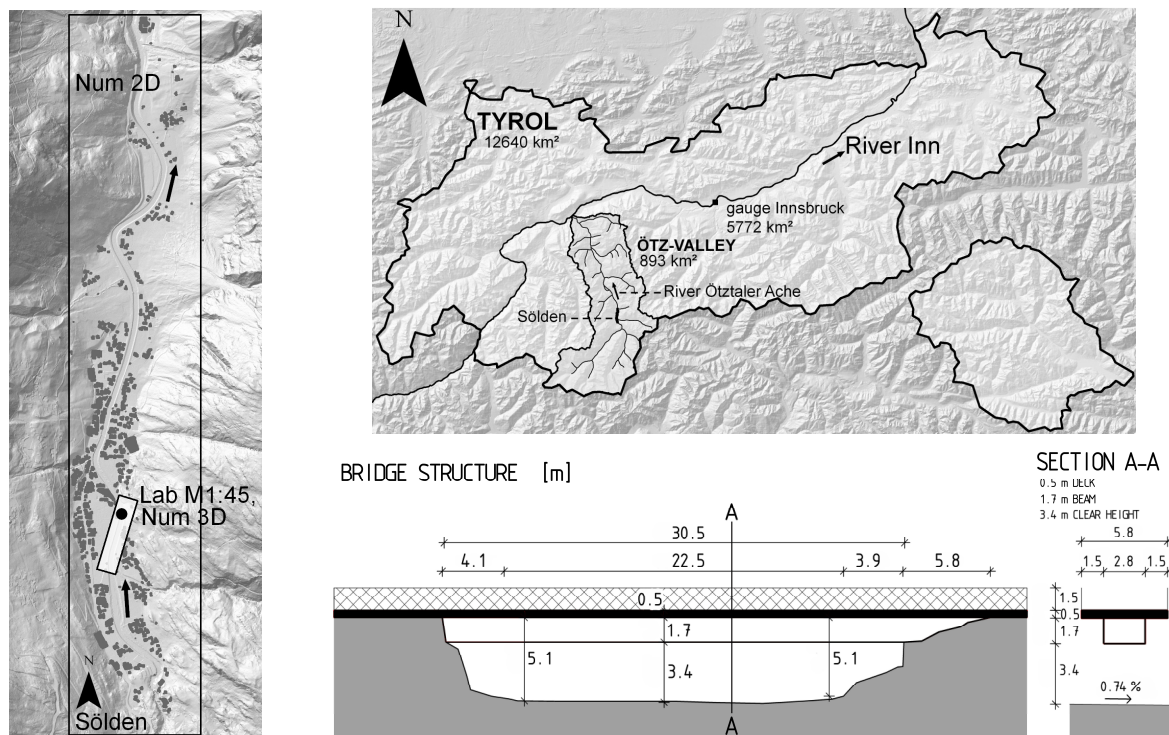 Num 2D
Lab M1:45,
Num 3D
N
Sölden
N
TYROL
12640 km²
River Inn
gauge Innsbruck
5772 km²
ÖTZ-VALLEY
893 km²
River Ötztaler Ache
Sölden
BRIDGE STRUCTURE [m]
A
30.5
4.1 22.5 3.9 5.8
0.5
1.7
5.1 3.4 5.1
A
SECTION A-A
0.5 m DECK
1.7 m BEAM
3.4 m CLEAR HEIGHT
5.8
1.5 2.8 1.5
1.5
0.5
1.7
3.4
0.74 %